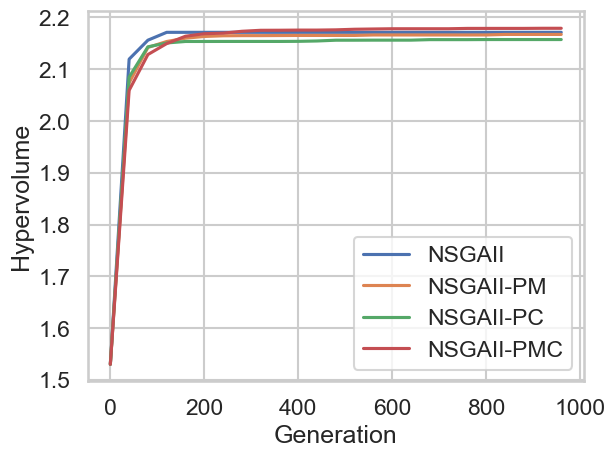 2.2
2.1
2.0
1.9
1.8
1.7
1.6
1.5
Hypervolume
0 200 400 600 800 1000
Generation
NSGAII
NSGAII-PM
NSGAII-PC
NSGAII-PMC